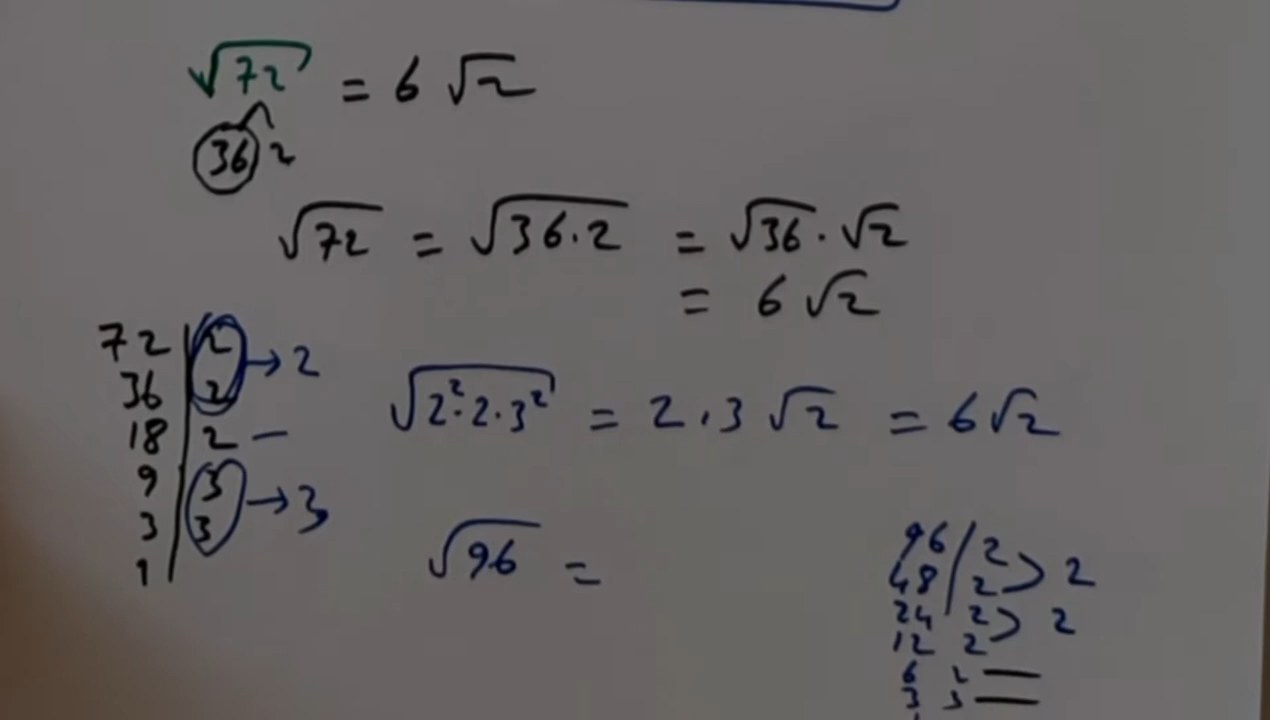 √72 = 6 √2
36 2
√72 = √36.2 = √36 . √2
= 6 √2
72 | 2
36 | 2 → 2
18 | 2 —
9 | 3
3 | 3 → 3
1 |
√2².2.3² = 2.3 √2 = 6√2
√96 =
96 / 2
48 / 2 > 2
24 / 2
12 2 > 2
6 2 —
3 3 —